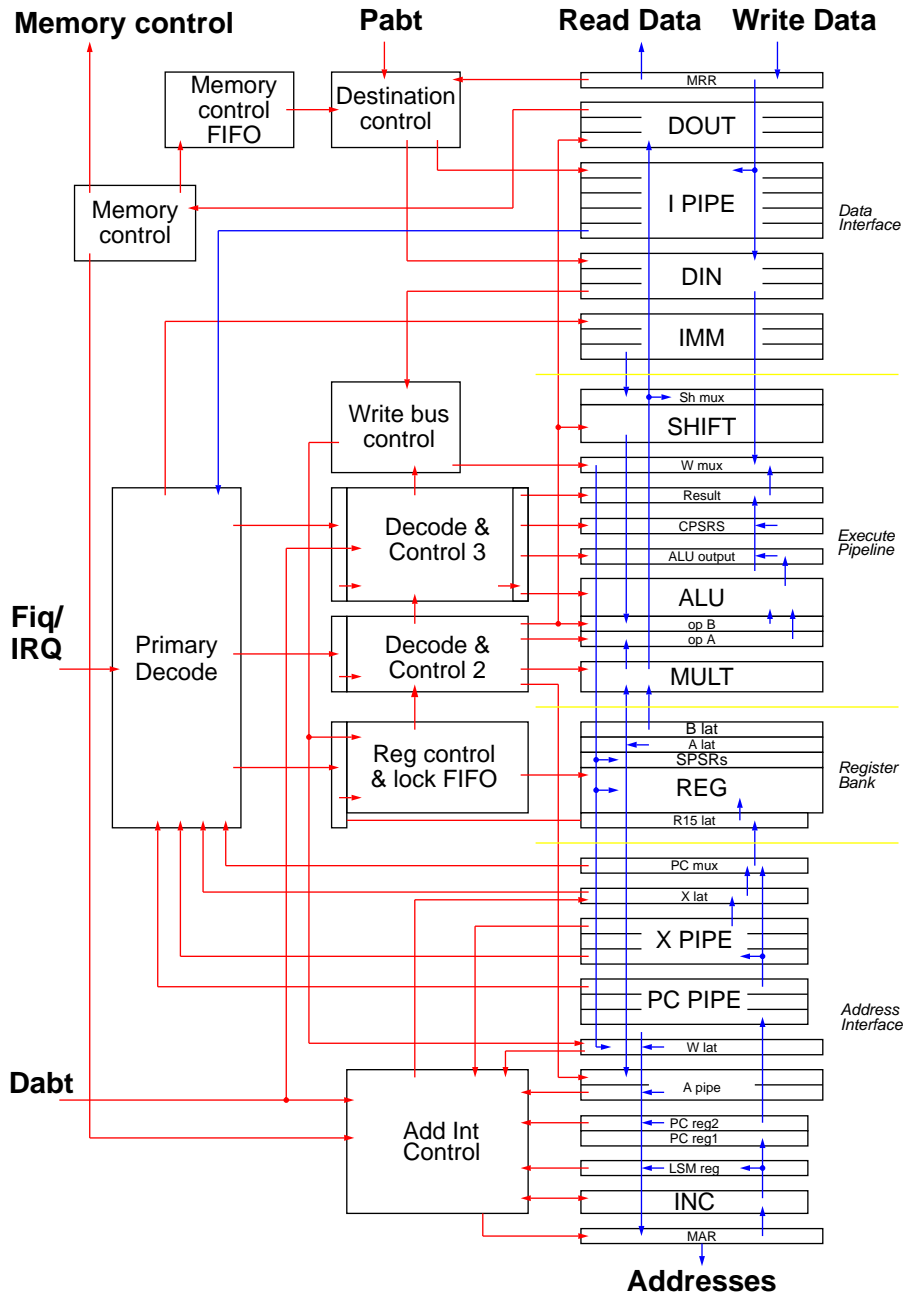 Memory control
Pabt
Read Data
Write Data
Memory
control
FIFO
Destination
control
MRR
DOUT
Memory
control
I PIPE
Data
Interface
DIN
IMM
Write bus
control
Sh mux
SHIFT
W mux
Decode &
Control 3
Result
CPSRS
ALU output
Execute
Pipeline
ALU
Fiq/
IRQ
Primary
Decode
Decode &
Control 2
op B
op A
MULT
Reg control
& lock FIFO
B lat
A lat
SPSRs
REG
R15 lat
Register
Bank
PC mux
X lat
X PIPE
PC PIPE
Address
Interface
W lat
Dabt
Add Int
Control
A pipe
PC reg2
PC reg1
LSM reg
INC
MAR
Addresses